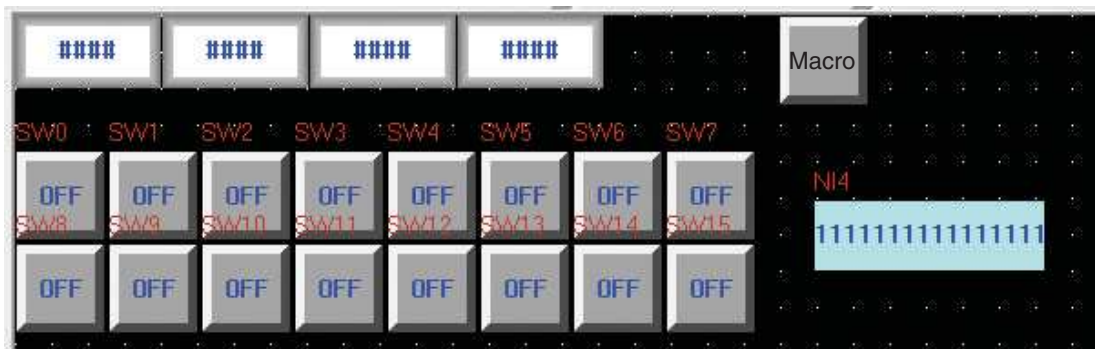 #### #### #### #### Macro
SW0 SW1 SW2 SW3 SW4 SW5 SW6 SW7
OFF OFF OFF OFF OFF OFF OFF OFF
NI4
SW8 SW9 SW10 SW11 SW12 SW13 SW14 SW15
1111111111111111
OFF OFF OFF OFF OFF OFF OFF OFF